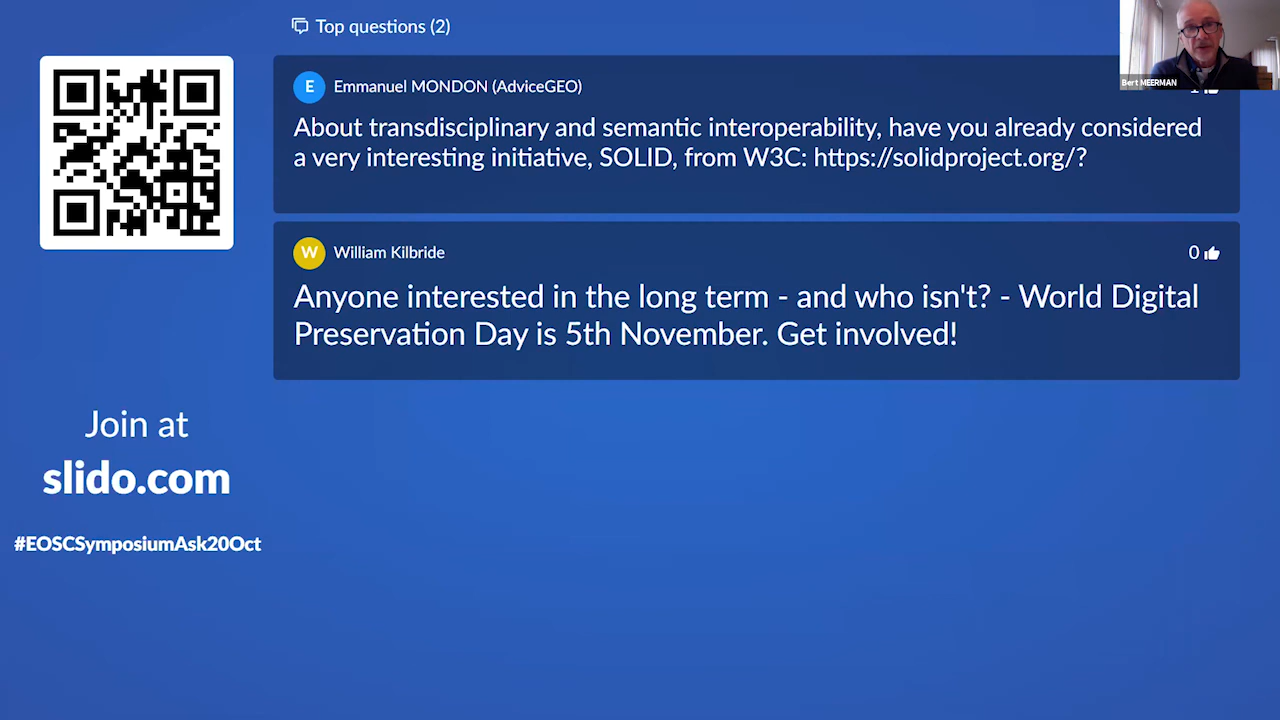 Top questions (2)
E
Emmanuel MONDON (AdviceGEO)
About transdisciplinary and semantic interoperability, have you already considered
a very interesting initiative, SOLID, from W3C: https://solidproject.org/?
W
William Kilbride
0
Anyone interested in the long term - and who isn't? - World Digital
Preservation Day is 5th November. Get involved!
Join at
slido.com
#EOSCSymposiumAsk20Oct
Bert MEERMAN